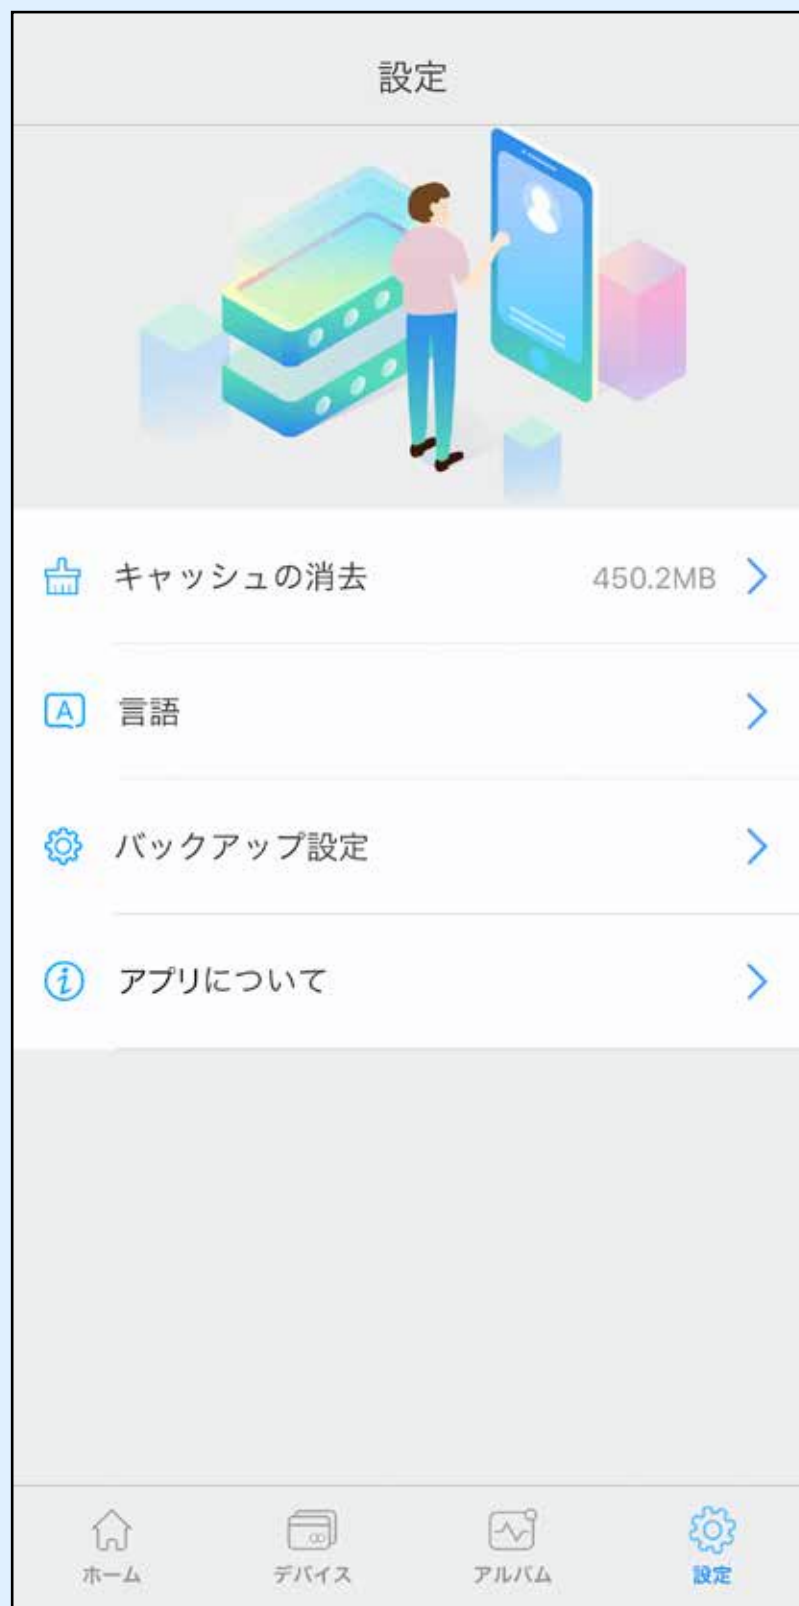 設定
キャッシュの消去 450.2MB
言語
バックアップ設定
アプリについて
ホーム デバイス アルバム 設定